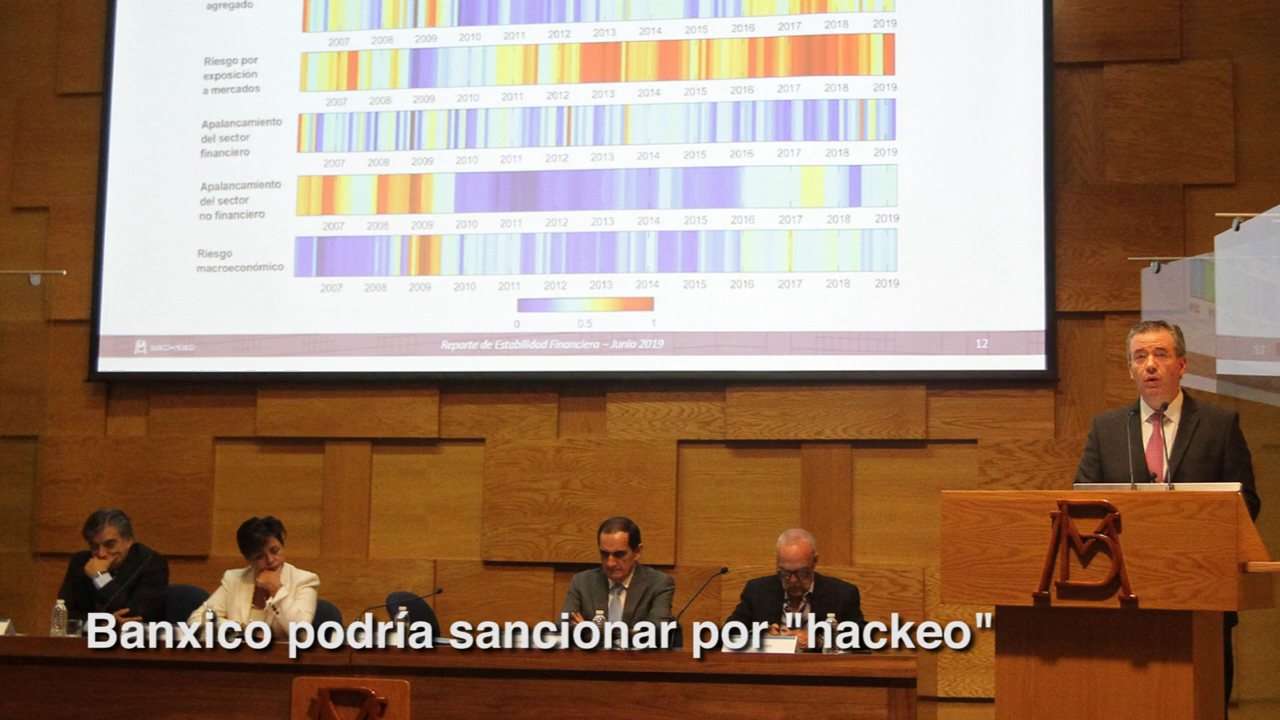 agregado
2007 2008 2009 2010 2011 2012 2013 2014 2015 2016 2017 2018 2019
Riesgo por
exposición
a mercados
2007 2008 2009 2010 2011 2012 2013 2014 2015 2016 2017 2018 2019
Apalancamiento
del sector
financiero
2007 2008 2009 2010 2011 2012 2013 2014 2015 2016 2017 2018 2019
Apalancamiento
del sector
no financiero
2007 2008 2009 2010 2011 2012 2013 2014 2015 2016 2017 2018 2019
Riesgo
macroeconómico
2007 2008 2009 2010 2011 2012 2013 2014 2015 2016 2017 2018 2019
0 0.5 1
BANCO DE MÉXICO
Reporte de Estabilidad Financiera – Junio 2019
12
Banxico podría sancionar por "hackeo"